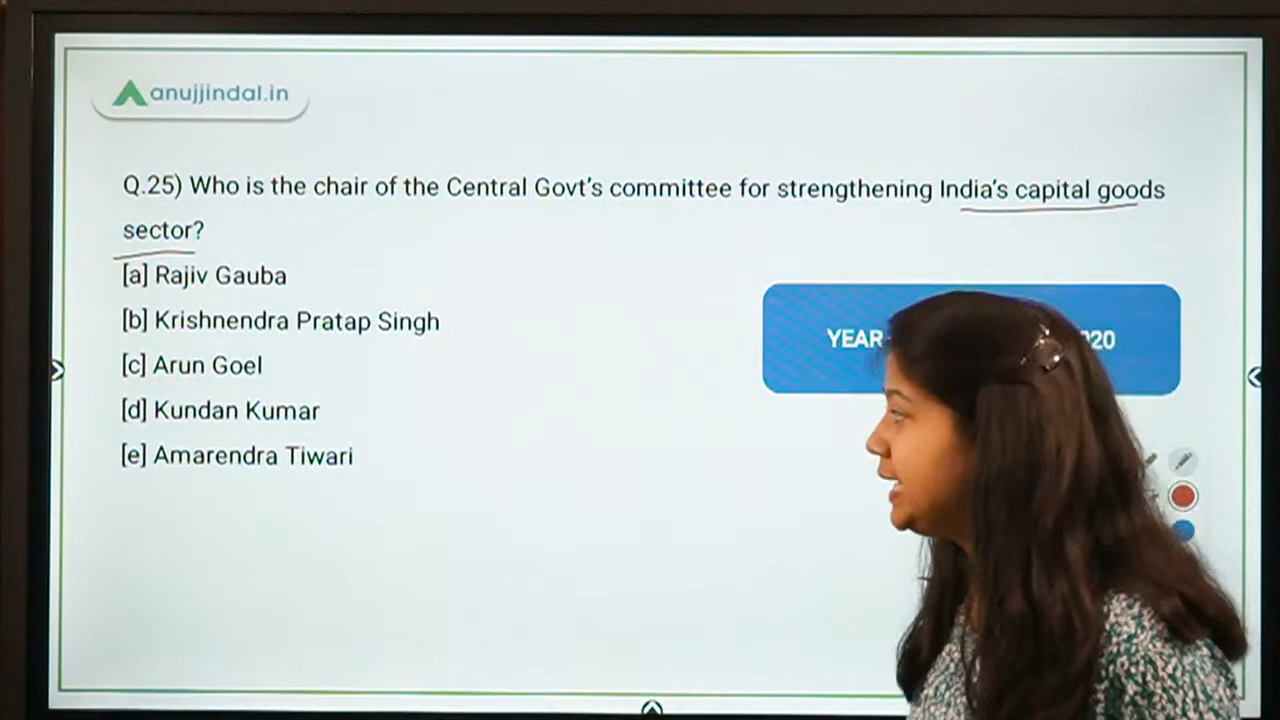 anujjindal.in
Q.25) Who is the chair of the Central Govt's committee for strengthening India's capital goods
sector?
[a] Rajiv Gauba
[b] Krishnendra Pratap Singh
[c] Arun Goel
[d] Kundan Kumar
[e] Amarendra Tiwari
YEAR